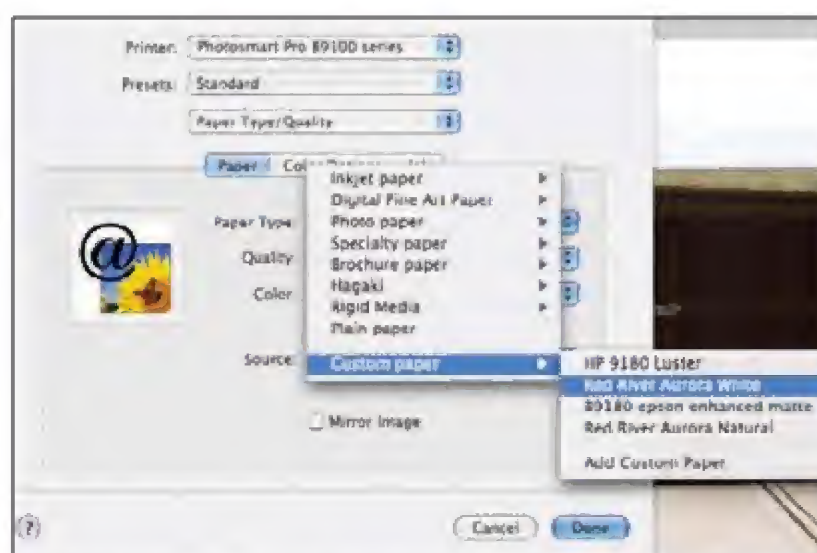 Printer: Photosmart Pro B9100 series
Presets: Standard
Paper Type/Quality
Paper
Inkjet paper
Digital Fine Art Paper
Paper Type Photo paper
Specialty paper
Quality Brochure paper
Hagaki
Color Rigid Media
Plain paper
Source Custom paper
HP 9180 Luster
Red River Aurora White
B9180 epson enhanced matte
Red River Aurora Natural
Mirror Image
Add Custom Paper
? Cancel Done
@